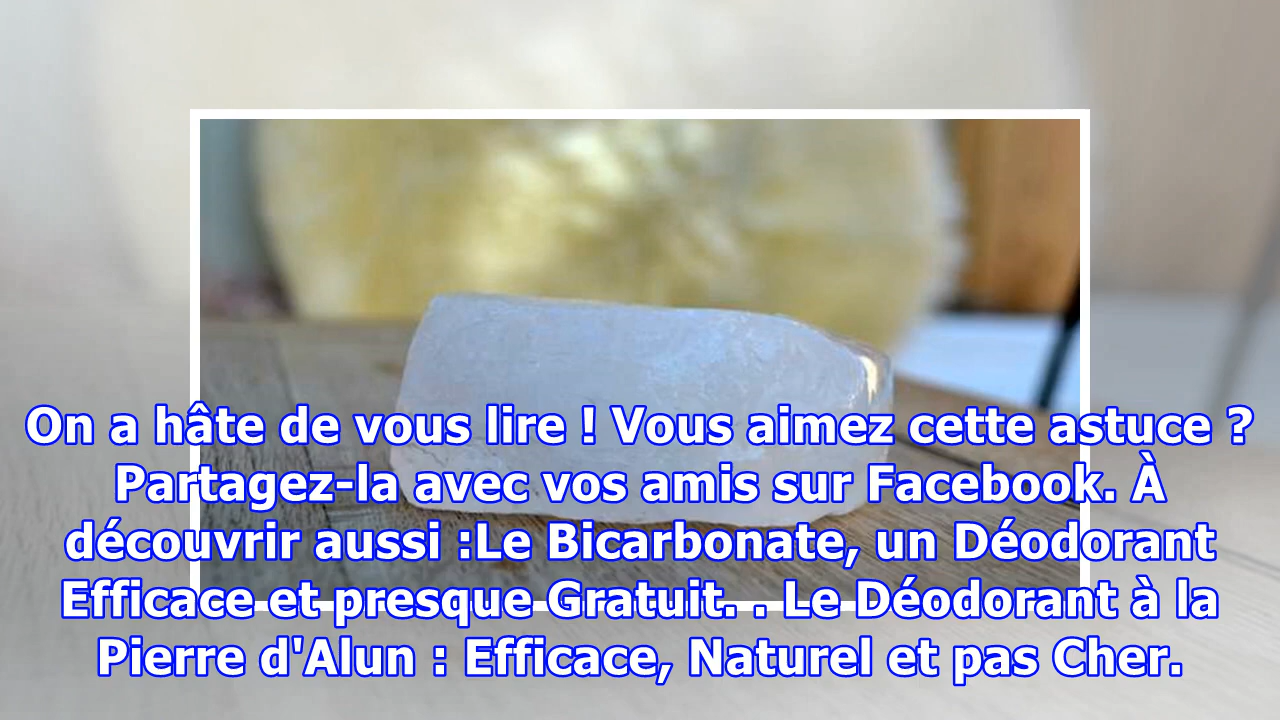 On a hâte de vous lire ! Vous aimez cette astuce ?
Partagez-la avec vos amis sur Facebook. À
découvrir aussi :Le Bicarbonate, un Déodorant
Efficace et presque Gratuit. . Le Déodorant à la
Pierre d'Alun : Efficace, Naturel et pas Cher.